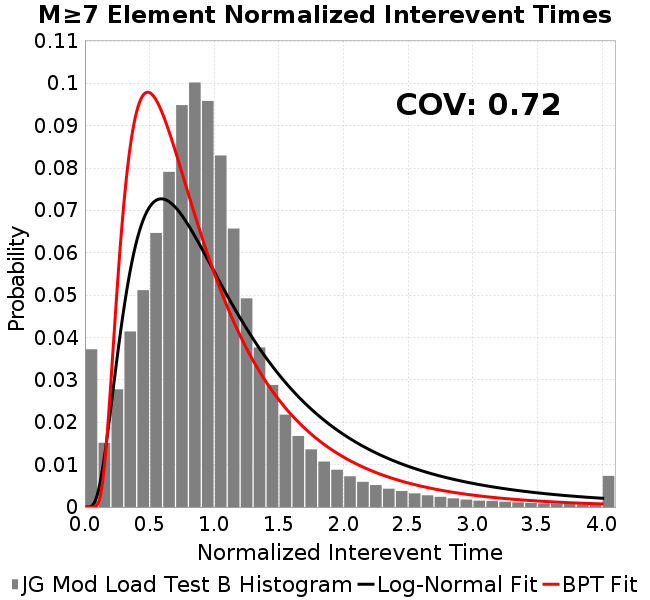 M≥7 Element Normalized Interevent Times
COV: 0.72
Probability
0.11
0.1
0.09
0.08
0.07
0.06
0.05
0.04
0.03
0.02
0.01
0
0.0 0.5 1.0 1.5 2.0 2.5 3.0 3.5 4.0
Normalized Interevent Time
JG Mod Load Test B Histogram Log-Normal Fit BPT Fit